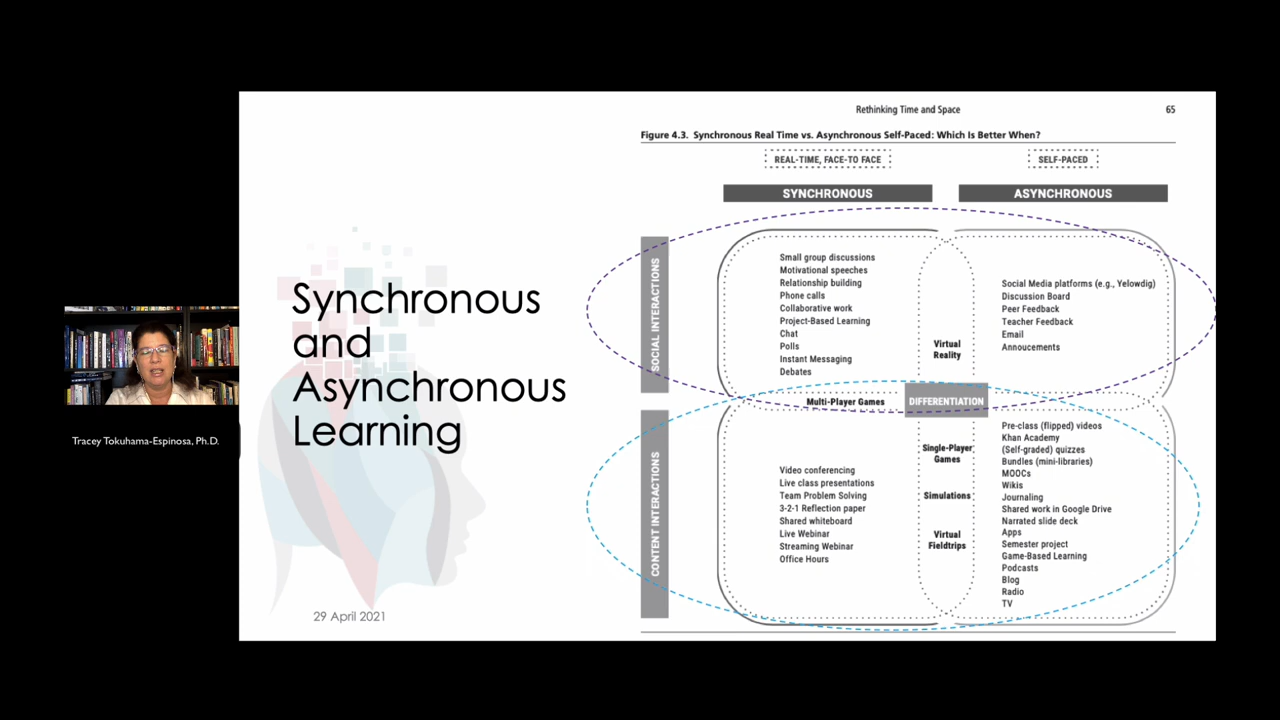 Rethinking Time and Space
65
Figure 4.3. Synchronous Real Time vs. Asynchronous Self-Paced: Which Is Better When?
REAL-TIME, FACE-TO FACE
SELF-PACED
SYNCHRONOUS
ASYNCHRONOUS
SOCIAL INTERACTIONS
Small group discussions
Motivational speeches
Relationship building
Phone calls
Collaborative work
Project-Based Learning
Chat
Polls
Instant Messaging
Debates
Virtual
Reality
Social Media platforms (e.g., Yelowdig)
Discussion Board
Peer Feedback
Teacher Feedback
Email
Annoucements
Multi-Player Games
DIFFERENTIATION
CONTENT INTERACTIONS
Video conferencing
Live class presentations
Team Problem Solving
3-2-1 Reflection paper
Shared whiteboard
Live Webinar
Streaming Webinar
Office Hours
Single-Player
Games
Simulations
Virtual
Fieldtrips
Pre-class (flipped) videos
Khan Academy
(Self-graded) quizzes
Bundles (mini-libraries)
MOOCs
Wikis
Journaling
Shared work in Google Drive
Narrated slide deck
Apps
Semester project
Game-Based Learning
Podcasts
Blog
Radio
TV
Synchronous
and
Asynchronous
Learning
29 April 2021
Tracey Tokuhama-Espinosa, Ph.D.